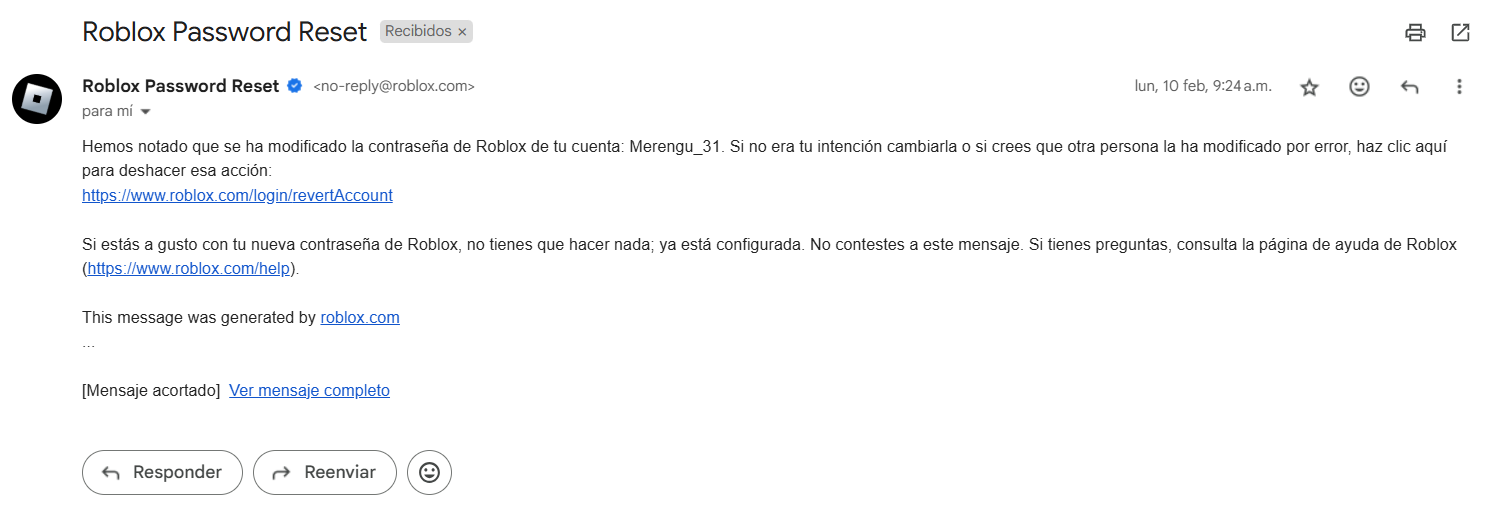 Roblox Password Reset Recibidos ×
Roblox Password Reset <no-reply@roblox.com> lun, 10 feb, 9:24 a.m.
para mí
Hemos notado que se ha modificado la contraseña de Roblox de tu cuenta: Merengu_31. Si no era tu intención cambiarla o si crees que otra persona la ha modificado por error, haz clic aquí
para deshacer esa acción:
https://www.roblox.com/login/revertAccount
Si estás a gusto con tu nueva contraseña de Roblox, no tienes que hacer nada; ya está configurada. No contestes a este mensaje. Si tienes preguntas, consulta la página de ayuda de Roblox
(https://www.roblox.com/help).
This message was generated by roblox.com
...
[Mensaje acortado] Ver mensaje completo
Responder Reenviar